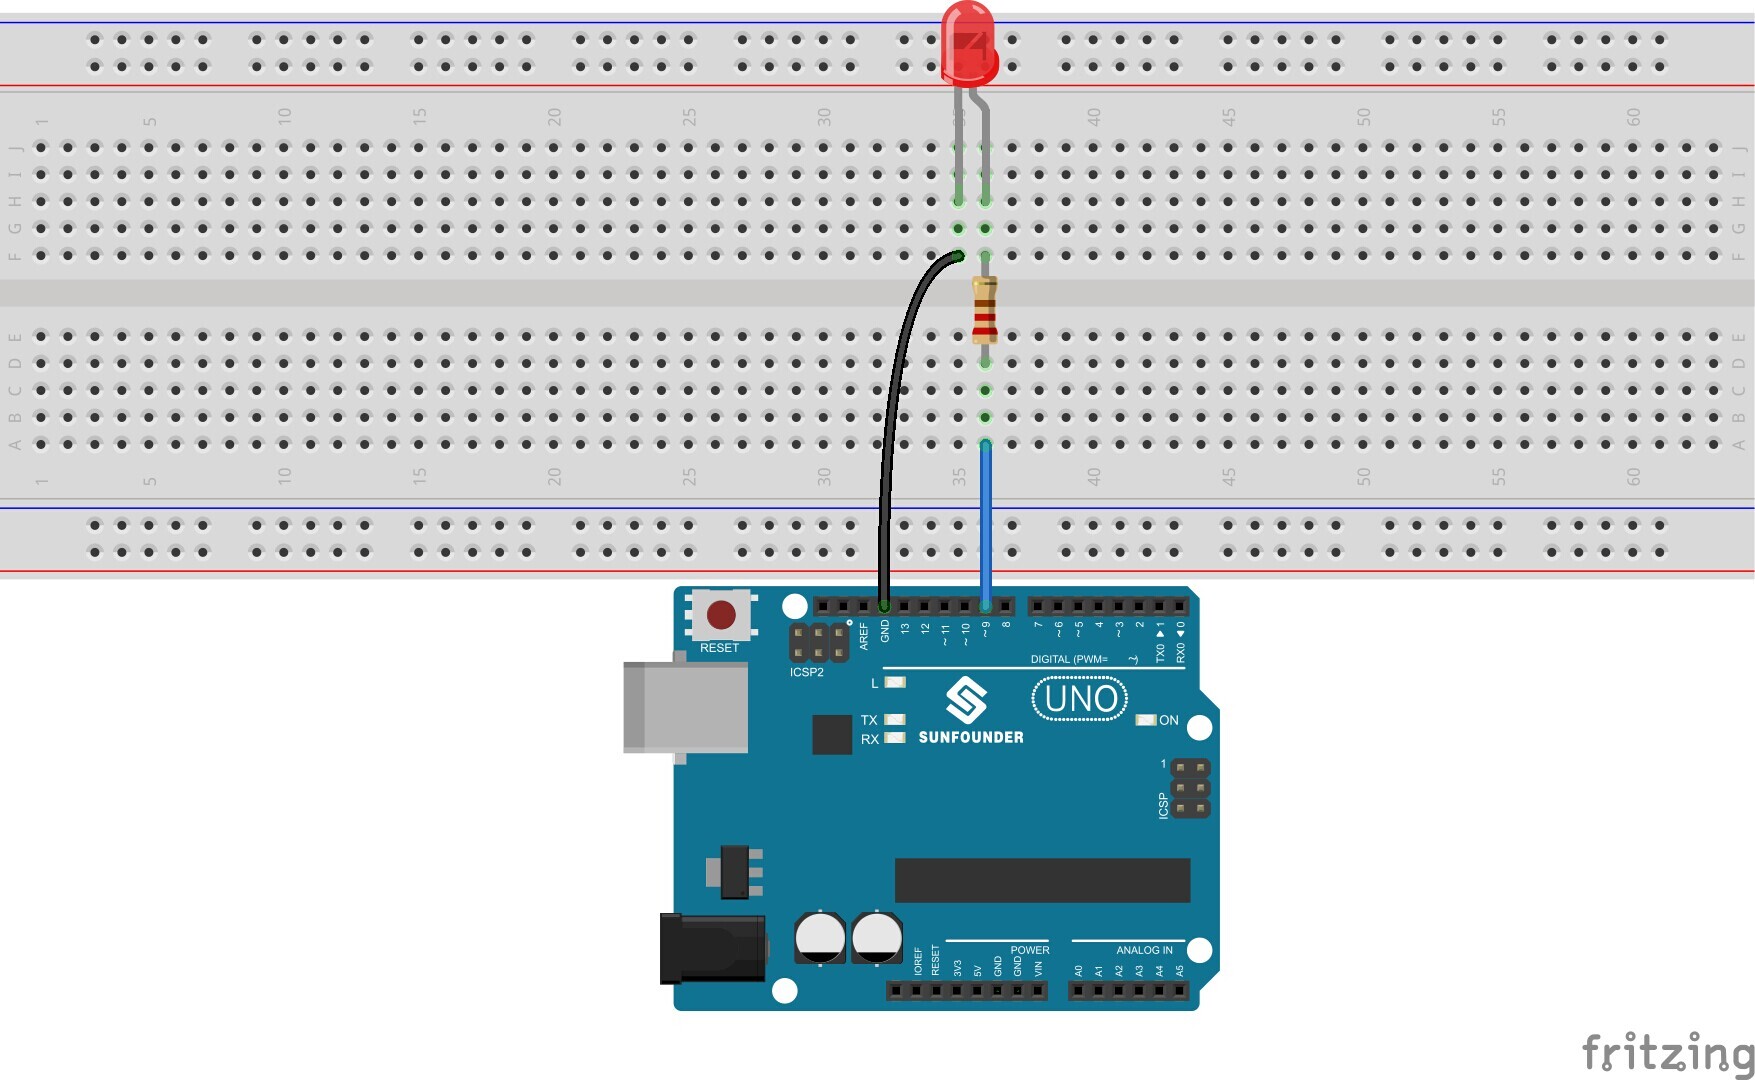 1 5 10 15 20 25 30 35 40 45 50 55 60
J J
I I
H H
G G
F F
E E
D D
C C
B B
A A
1 5 10 15 20 25 30 35 40 45 50 55 60
RESET
AREF GND 13 12 ~11 ~10 ~9 8 7 ~6 ~5 4 ~3 2 TX0▶1 RX0◀0
ICSP2
DIGITAL (PWM= ~)
L
TX
RX
UNO
ON
SUNFOUNDER
1
ICSP
POWER
ANALOG IN
IOREF RESET 3V3 5V GND GND VIN A0 A1 A2 A3 A4 A5
fritzing